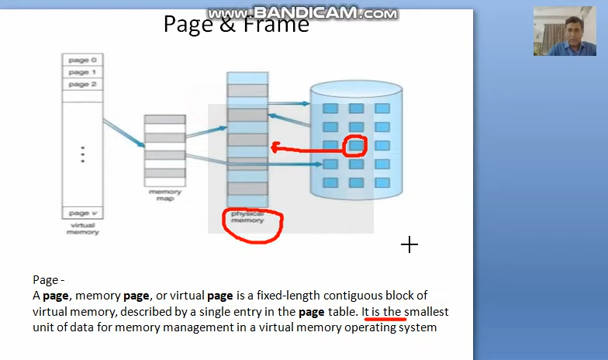 www.BANDICAM.com
Page & Frame
page 0
page 1
page 2
page v
virtual
memory
memory
map
physical
memory
Page -
A page, memory page, or virtual page is a fixed-length contiguous block of
virtual memory, described by a single entry in the page table. It is the smallest
unit of data for memory management in a virtual memory operating system